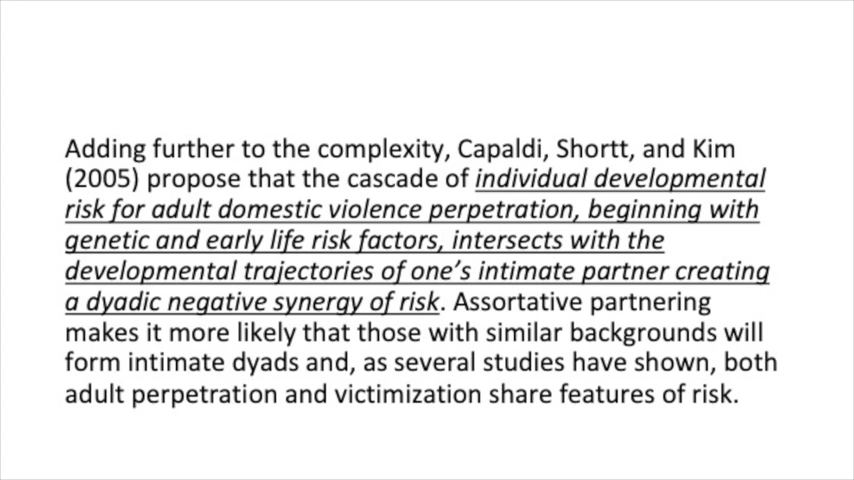 Adding further to the complexity, Capaldi, Shortt, and Kim
(2005) propose that the cascade of individual developmental
risk for adult domestic violence perpetration, beginning with
genetic and early life risk factors, intersects with the
developmental trajectories of one’s intimate partner creating
a dyadic negative synergy of risk. Assortative partnering
makes it more likely that those with similar backgrounds will
form intimate dyads and, as several studies have shown, both
adult perpetration and victimization share features of risk.